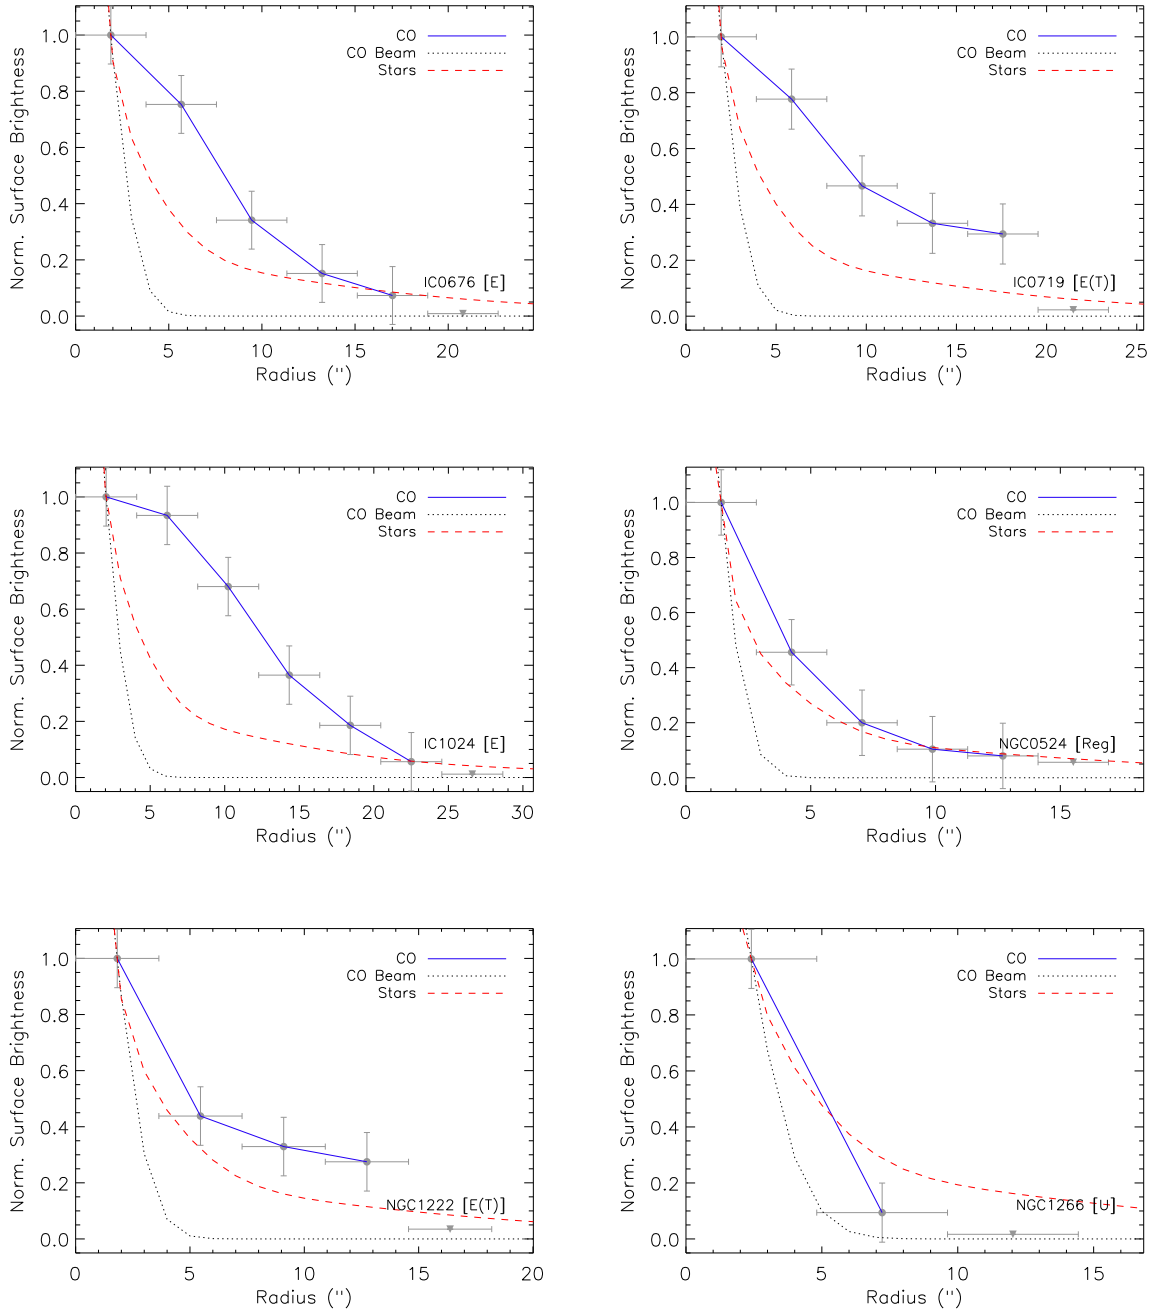 CO
CO Beam
Stars
1.0
0.8
0.6
0.4
0.2
0.0
Norm. Surface Brightness
IC0676 [E]
0 5 10 15 20
Radius (")
CO
CO Beam
Stars
1.0
0.8
0.6
0.4
0.2
0.0
Norm. Surface Brightness
IC0719 [E(T)]
0 5 10 15 20 25
Radius (")
CO
CO Beam
Stars
1.0
0.8
0.6
0.4
0.2
0.0
Norm. Surface Brightness
IC1024 [E]
0 5 10 15 20 25 30
Radius (")
CO
CO Beam
Stars
1.0
0.8
0.6
0.4
0.2
0.0
Norm. Surface Brightness
NGC0524 [Reg]
0 5 10 15
Radius (")
CO
CO Beam
Stars
1.0
0.8
0.6
0.4
0.2
0.0
Norm. Surface Brightness
NGC1222 [E(T)]
0 5 10 15 20
Radius (")
CO
CO Beam
Stars
1.0
0.8
0.6
0.4
0.2
0.0
Norm. Surface Brightness
NGC1266 [U]
0 5 10 15
Radius (")